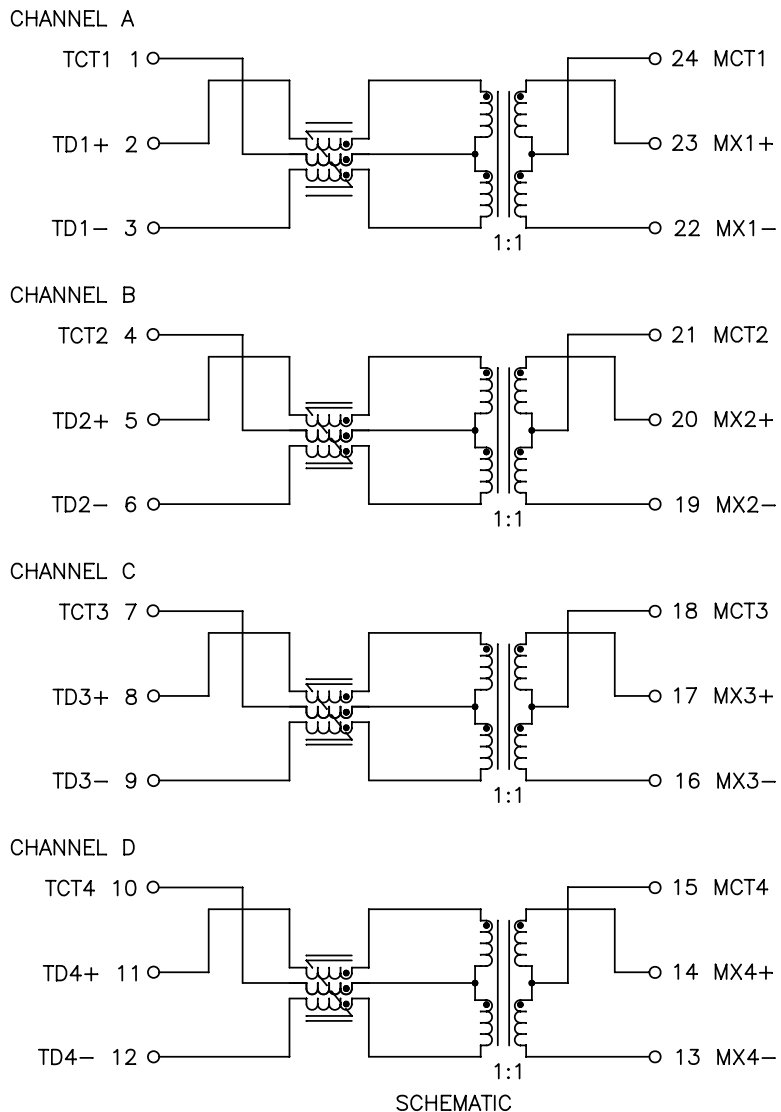 CHANNEL A
TCT1 1 24 MCT1
TD1+ 2 23 MX1+
TD1− 3 22 MX1−
1:1
CHANNEL B
TCT2 4 21 MCT2
TD2+ 5 20 MX2+
TD2− 6 19 MX2−
1:1
CHANNEL C
TCT3 7 18 MCT3
TD3+ 8 17 MX3+
TD3− 9 16 MX3−
1:1
CHANNEL D
TCT4 10 15 MCT4
TD4+ 11 14 MX4+
TD4− 12 13 MX4−
1:1
SCHEMATIC